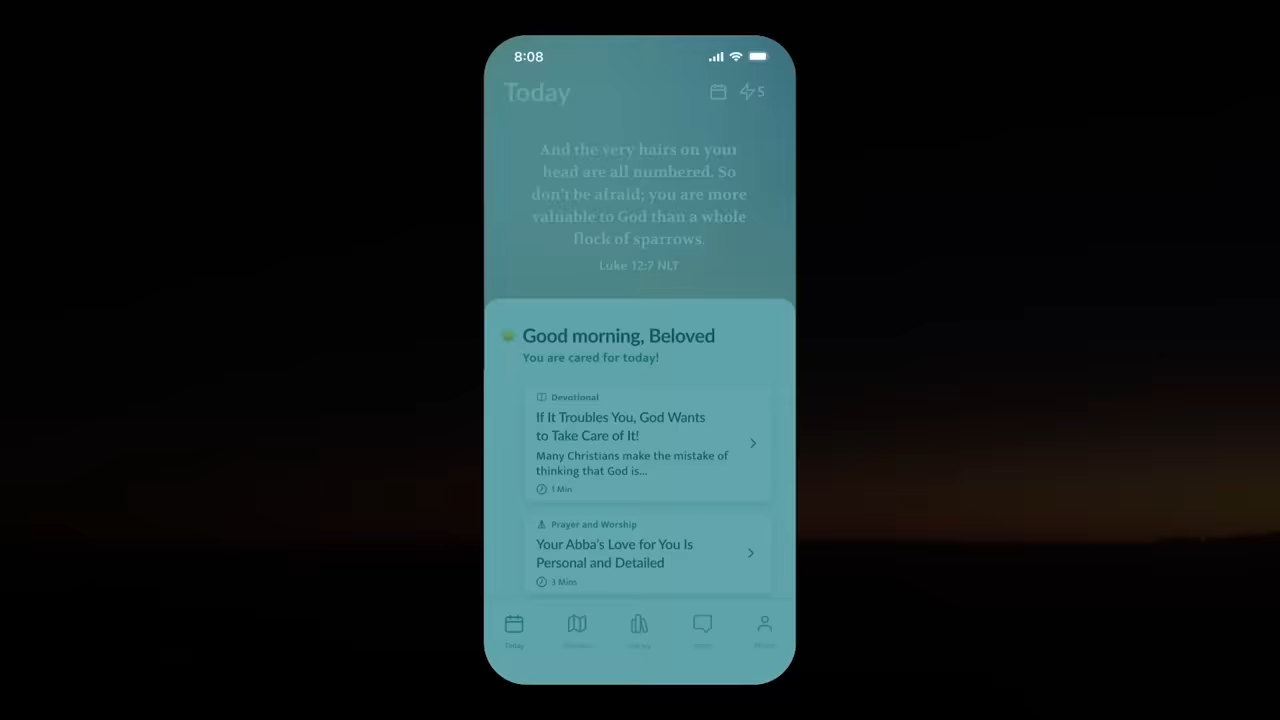 8:08
Today
5
And the very hairs on your
head are all numbered. So
don't be afraid; you are more
valuable to God than a whole
flock of sparrows.
Luke 12:7 NLT
Good morning, Beloved
You are cared for today!
Devotional
If It Troubles You, God Wants
to Take Care of It!
Many Christians make the mistake of
thinking that God is...
1 Min
Prayer and Worship
Your Abba's Love for You Is
Personal and Detailed
3 Mins
Today